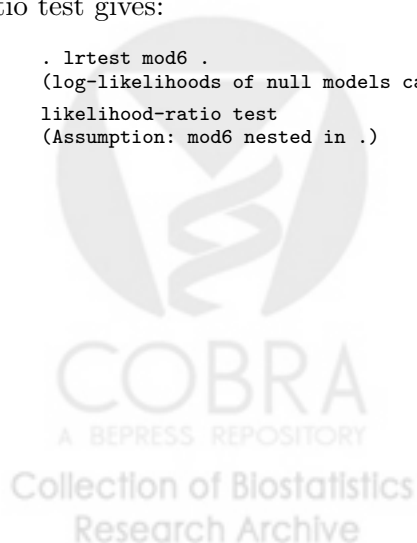 tio test gives:
. lrtest mod6 .
(log-likelihoods of null models ca
likelihood-ratio test
(Assumption: mod6 nested in .)
COBRA
A BEPRESS REPOSITORY
Collection of Biostatistics
Research Archive